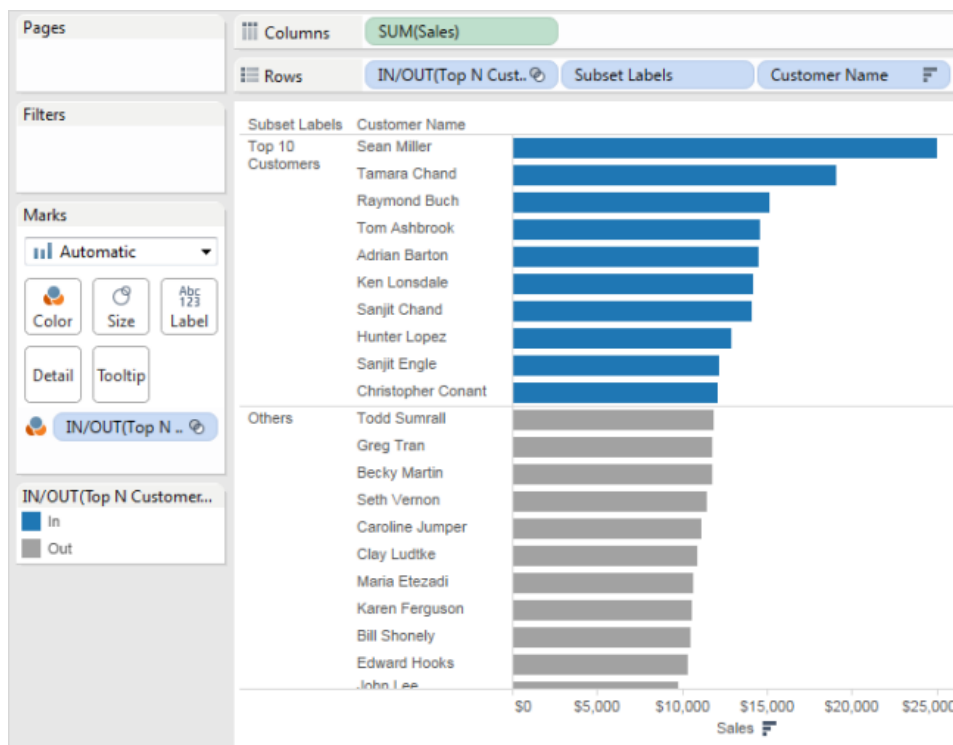 Pages
Columns
SUM(Sales)
Rows
IN/OUT(Top N Cust..
Subset Labels
Customer Name
Filters
Marks
Automatic
Color
Size
Abc
123
Label
Detail
Tooltip
IN/OUT(Top N ..
IN/OUT(Top N Customer...
In
Out
Subset Labels Customer Name
Top 10 Customers
Sean Miller
Tamara Chand
Raymond Buch
Tom Ashbrook
Adrian Barton
Ken Lonsdale
Sanjit Chand
Hunter Lopez
Sanjit Engle
Christopher Conant
Others
Todd Sumrall
Greg Tran
Becky Martin
Seth Vernon
Caroline Jumper
Clay Ludtke
Maria Etezadi
Karen Ferguson
Bill Shonely
Edward Hooks
John Lee
$0 $5,000 $10,000 $15,000 $20,000 $25,000
Sales